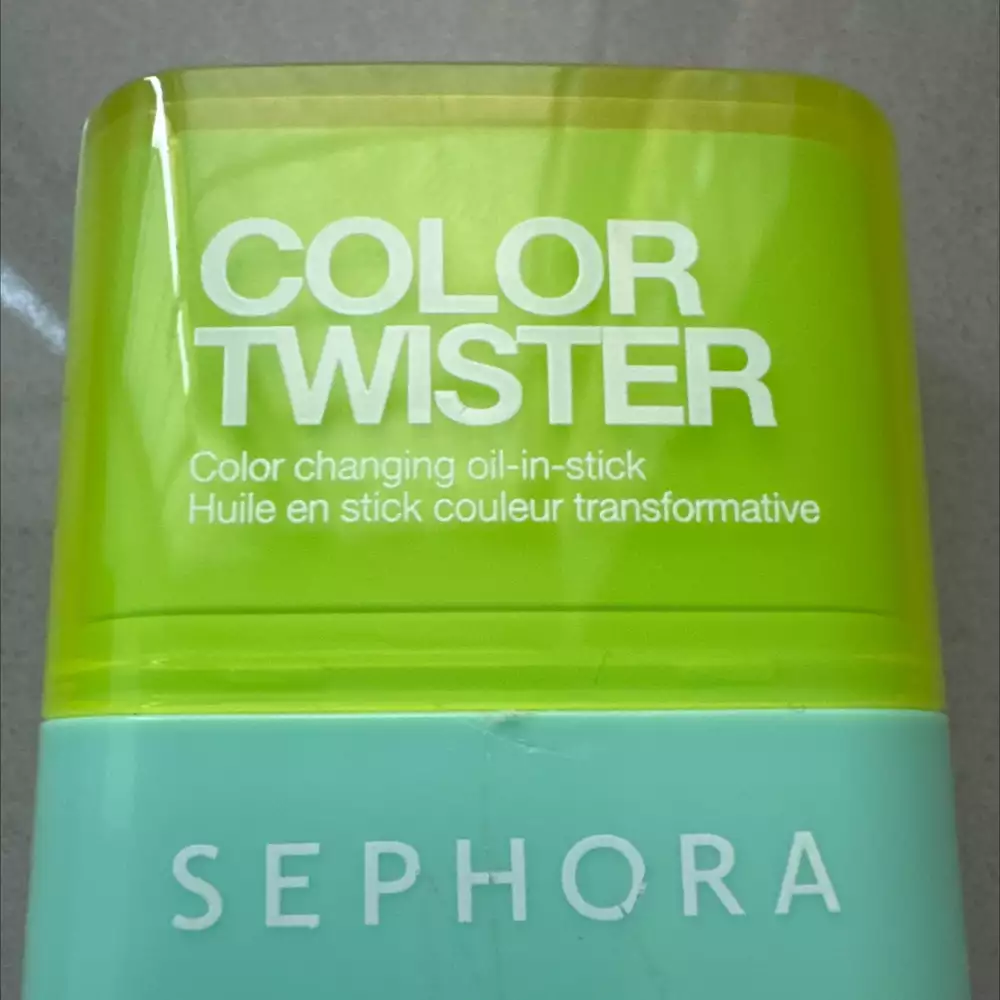 COLOR
TWISTER
Color changing oil-in-stick
Huile en stick couleur transformative
SEPHORA